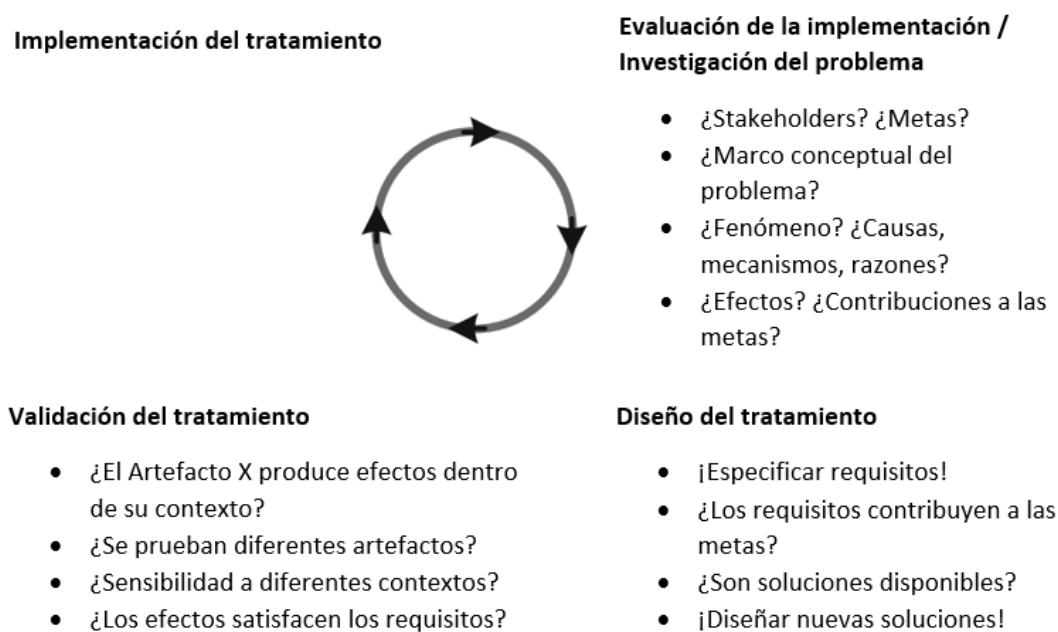 Implementación del tratamiento
Evaluación de la implementación /
Investigación del problema
• ¿Stakeholders? ¿Metas?
• ¿Marco conceptual del
problema?
• ¿Fenómeno? ¿Causas,
mecanismos, razones?
• ¿Efectos? ¿Contribuciones a las
metas?
Validación del tratamiento
• ¿El Artefacto X produce efectos dentro
de su contexto?
• ¿Se prueban diferentes artefactos?
• ¿Sensibilidad a diferentes contextos?
• ¿Los efectos satisfacen los requisitos?
Diseño del tratamiento
• ¡Especificar requisitos!
• ¿Los requisitos contribuyen a las
metas?
• ¿Son soluciones disponibles?
• ¡Diseñar nuevas soluciones!